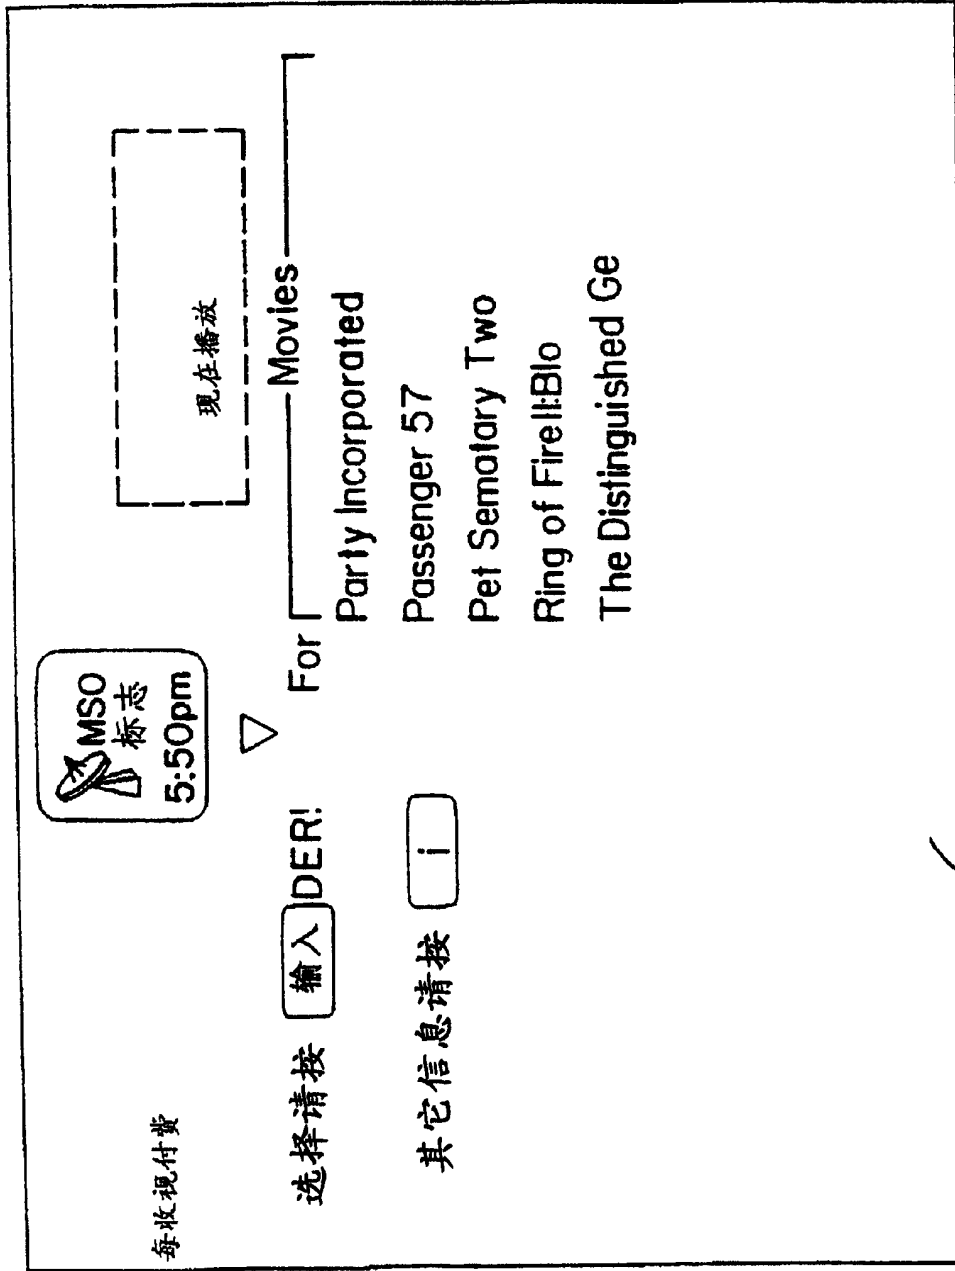 MSO
标志
5:50pm
每收视付费
现在播放
Movies
选择请按 输入 DER! For
Party Incorporated
Passenger 57
其它信息请按 i
Pet Sematary Two
Ring of Fire II:Blo
The Distinguished Ge